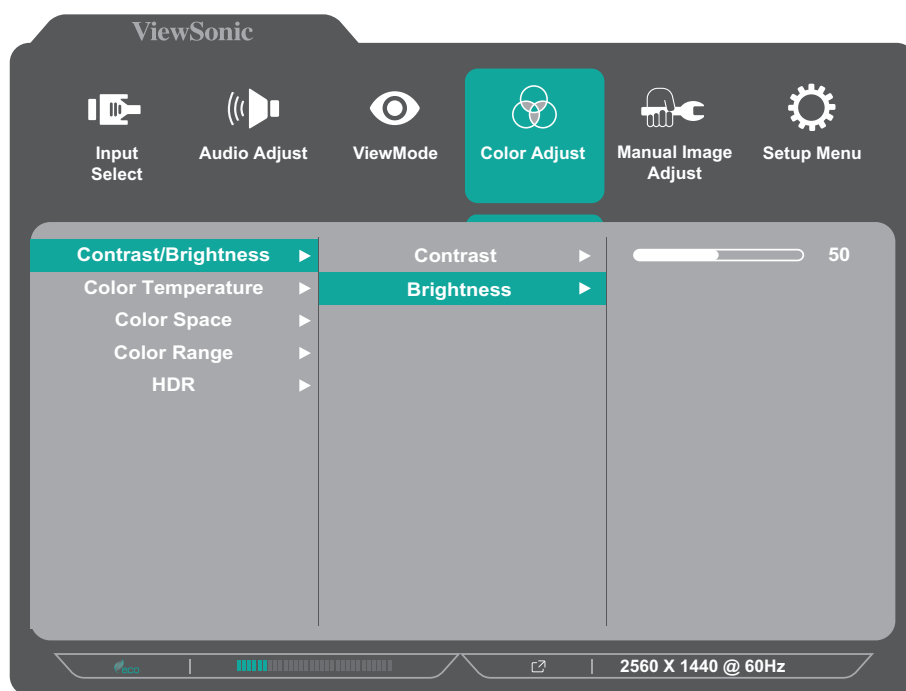 ViewSonic
Input
Select
Audio Adjust
ViewMode
Color Adjust
Manual Image
Adjust
Setup Menu
Contrast/Brightness
Color Temperature
Color Space
Color Range
HDR
Contrast
Brightness
50
eco
2560 X 1440 @ 60Hz